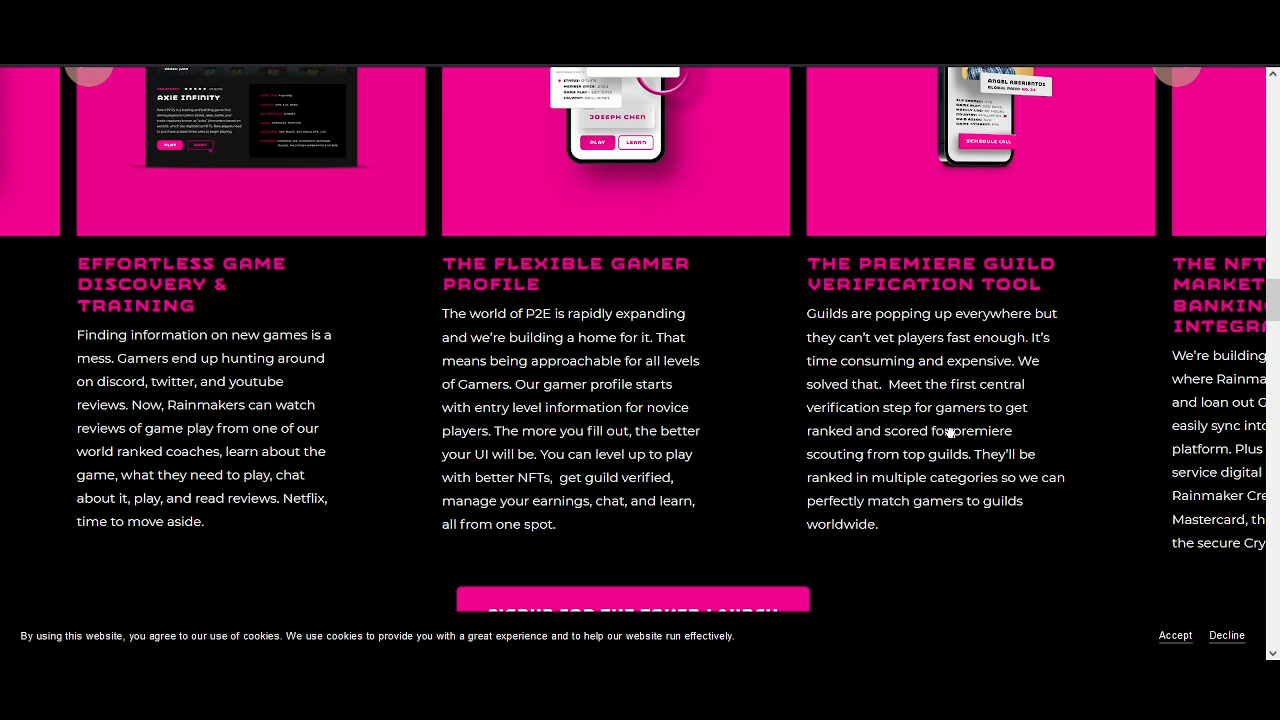 AXIE INFINITY
PLAY
JOSEPH CHEN
PLAY
LEARN
ANGEL ABERIENTOS
GLOBAL RANK NO. 24
SCHEDULE CALL
EFFORTLESS GAME
DISCOVERY &
TRAINING
Finding information on new games is a
mess. Gamers end up hunting around
on discord, twitter, and youtube
reviews. Now, Rainmakers can watch
reviews of game play from one of our
world ranked coaches, learn about the
game, what they need to play, chat
about it, play, and read reviews. Netflix,
time to move aside.
THE FLEXIBLE GAMER
PROFILE
The world of P2E is rapidly expanding
and we're building a home for it. That
means being approachable for all levels
of Gamers. Our gamer profile starts
with entry level information for novice
players. The more you fill out, the better
your UI will be. You can level up to play
with better NFTs, get guild verified,
manage your earnings, chat, and learn,
all from one spot.
THE PREMIERE GUILD
VERIFICATION TOOL
Guilds are popping up everywhere but
they can't vet players fast enough. It's
time consuming and expensive. We
solved that. Meet the first central
verification step for gamers to get
ranked and scored for premiere
scouting from top guilds. They'll be
ranked in multiple categories so we can
perfectly match gamers to guilds
worldwide.
THE NFT
MARKET
BANKIN
INTEGRA
We're building
where Rainma
and loan out G
easily sync into
platform. Plus
service digital
Rainmaker Cre
Mastercard, th
the secure Cry
SIGNUP FOR THE TOKEN LAUNCH
By using this website, you agree to our use of cookies. We use cookies to provide you with a great experience and to help our website run effectively.
Accept
Decline